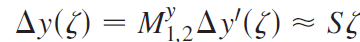 Δy(ζ) = M^y_{1,2}Δy′(ζ) ≈ Sζ